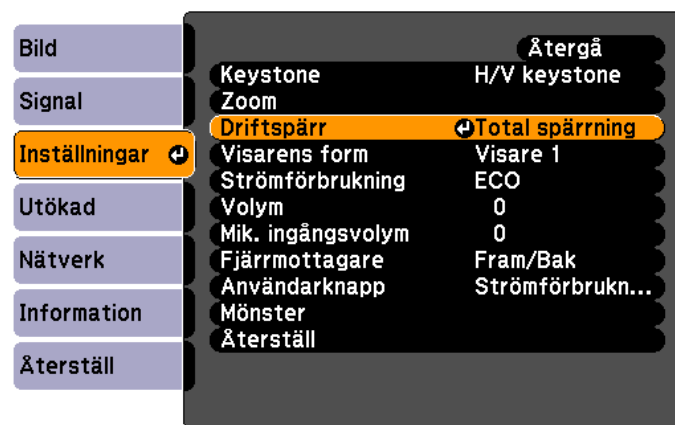 Bild
Signal
Inställningar
Utökad
Nätverk
Information
Återställ
Återgå
Keystone H/V keystone
Zoom
Driftspärr Total spärrning
Visarens form Visare 1
Strömförbrukning ECO
Volym 0
Mik. ingångsvolym 0
Fjärrmottagare Fram/Bak
Användarknapp Strömförbrukn...
Mönster
Återställ